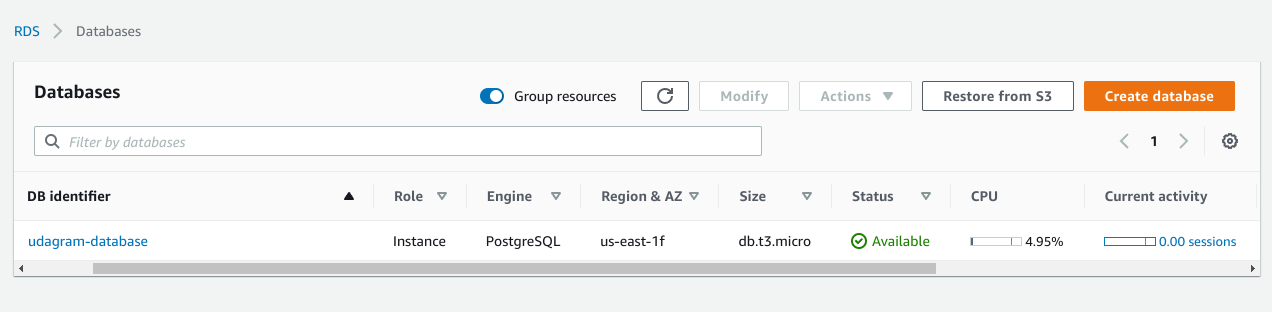 RDS Databases
Databases Group resources Modify Actions Restore from S3 Create database
Filter by databases 1
DB identifier Role Engine Region & AZ Size Status CPU Current activity
udagram-database Instance PostgreSQL us-east-1f db.t3.micro Available 4.95% 0.00 sessions